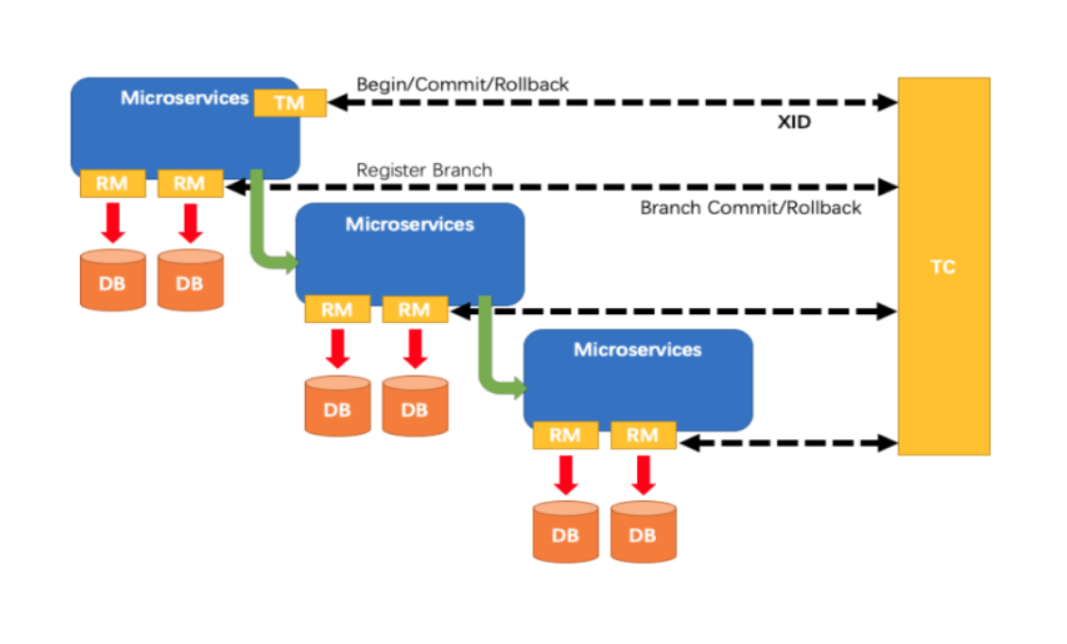 Begin/Commit/Rollback
Microservices
TM
XID
Register Branch
RM
RM
Branch Commit/Rollback
Microservices
TC
DB
DB
RM
RM
Microservices
DB
DB
RM
RM
DB
DB